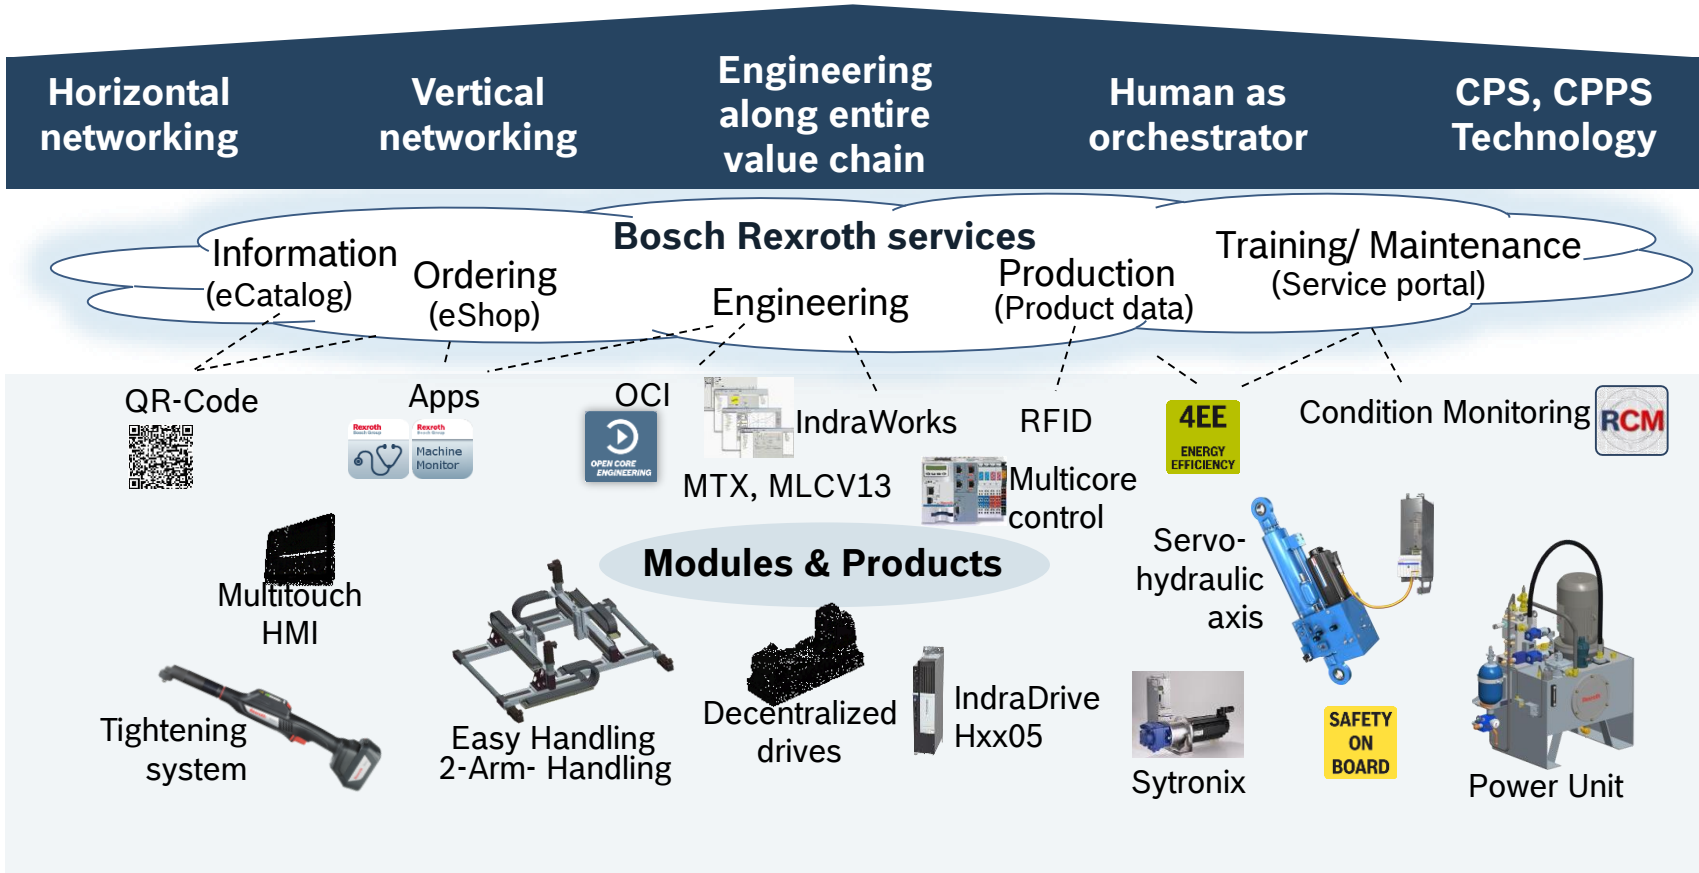 Horizontal
networking
Vertical
networking
Engineering
along entire
value chain
Human as
orchestrator
CPS, CPPS
Technology
Bosch Rexroth services
Information
(eCatalog)
Ordering
(eShop)
Engineering
Production
(Product data)
Training/ Maintenance
(Service portal)
QR-Code
Apps
Rexroth
Bosch Group
Rexroth
Bosch Group
Machine
Monitor
OCI
OPEN CORE
ENGINEERING
IndraWorks
MTX, MLCV13
RFID
Multicore
control
4EE
ENERGY
EFFICIENCY
Condition Monitoring
RCM
Modules & Products
Multitouch
HMI
Servo-
hydraulic
axis
Tightening
system
Easy Handling
2-Arm- Handling
Decentralized
drives
IndraDrive
Hxx05
Sytronix
SAFETY
ON
BOARD
Power Unit